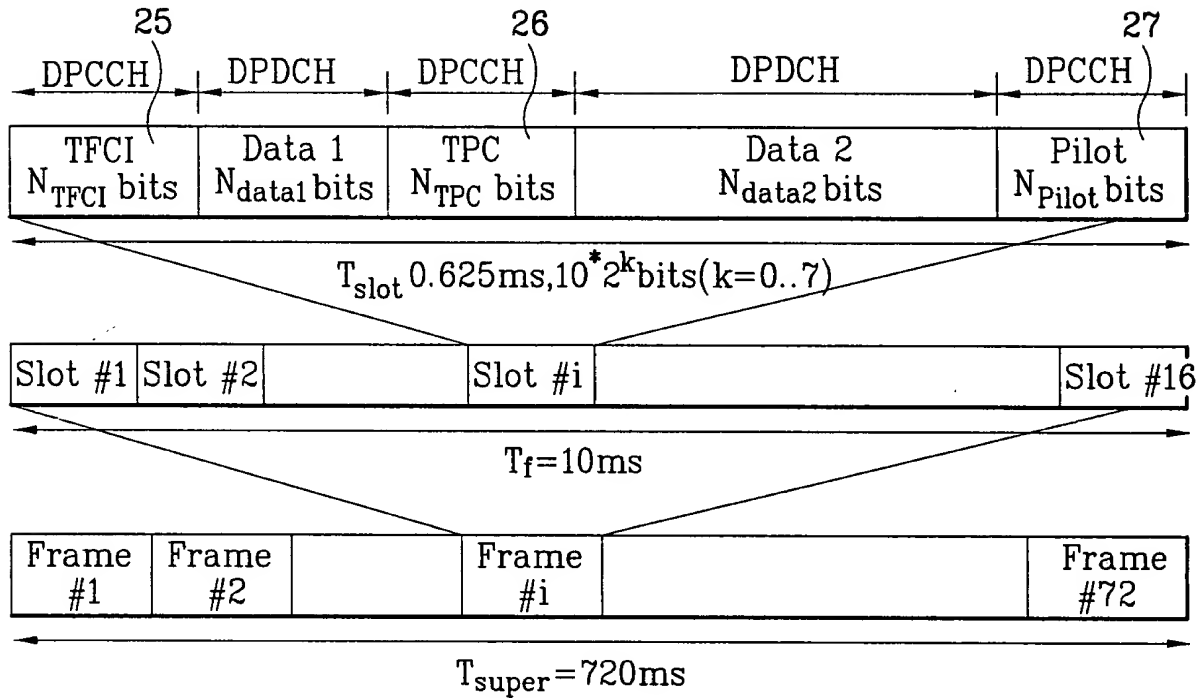 25 26 27
DPCCH DPDCH DPCCH DPDCH DPCCH
TFCI Data 1 TPC Data 2 Pilot
N_TFCI bits N_data1 bits N_TPC bits N_data2 bits N_Pilot bits
T_slot 0.625ms,10*2^k bits(k=0..7)
Slot #1 Slot #2 Slot #i Slot #16
T_f=10ms
Frame Frame Frame Frame
#1 #2 #i #72
T_super=720ms